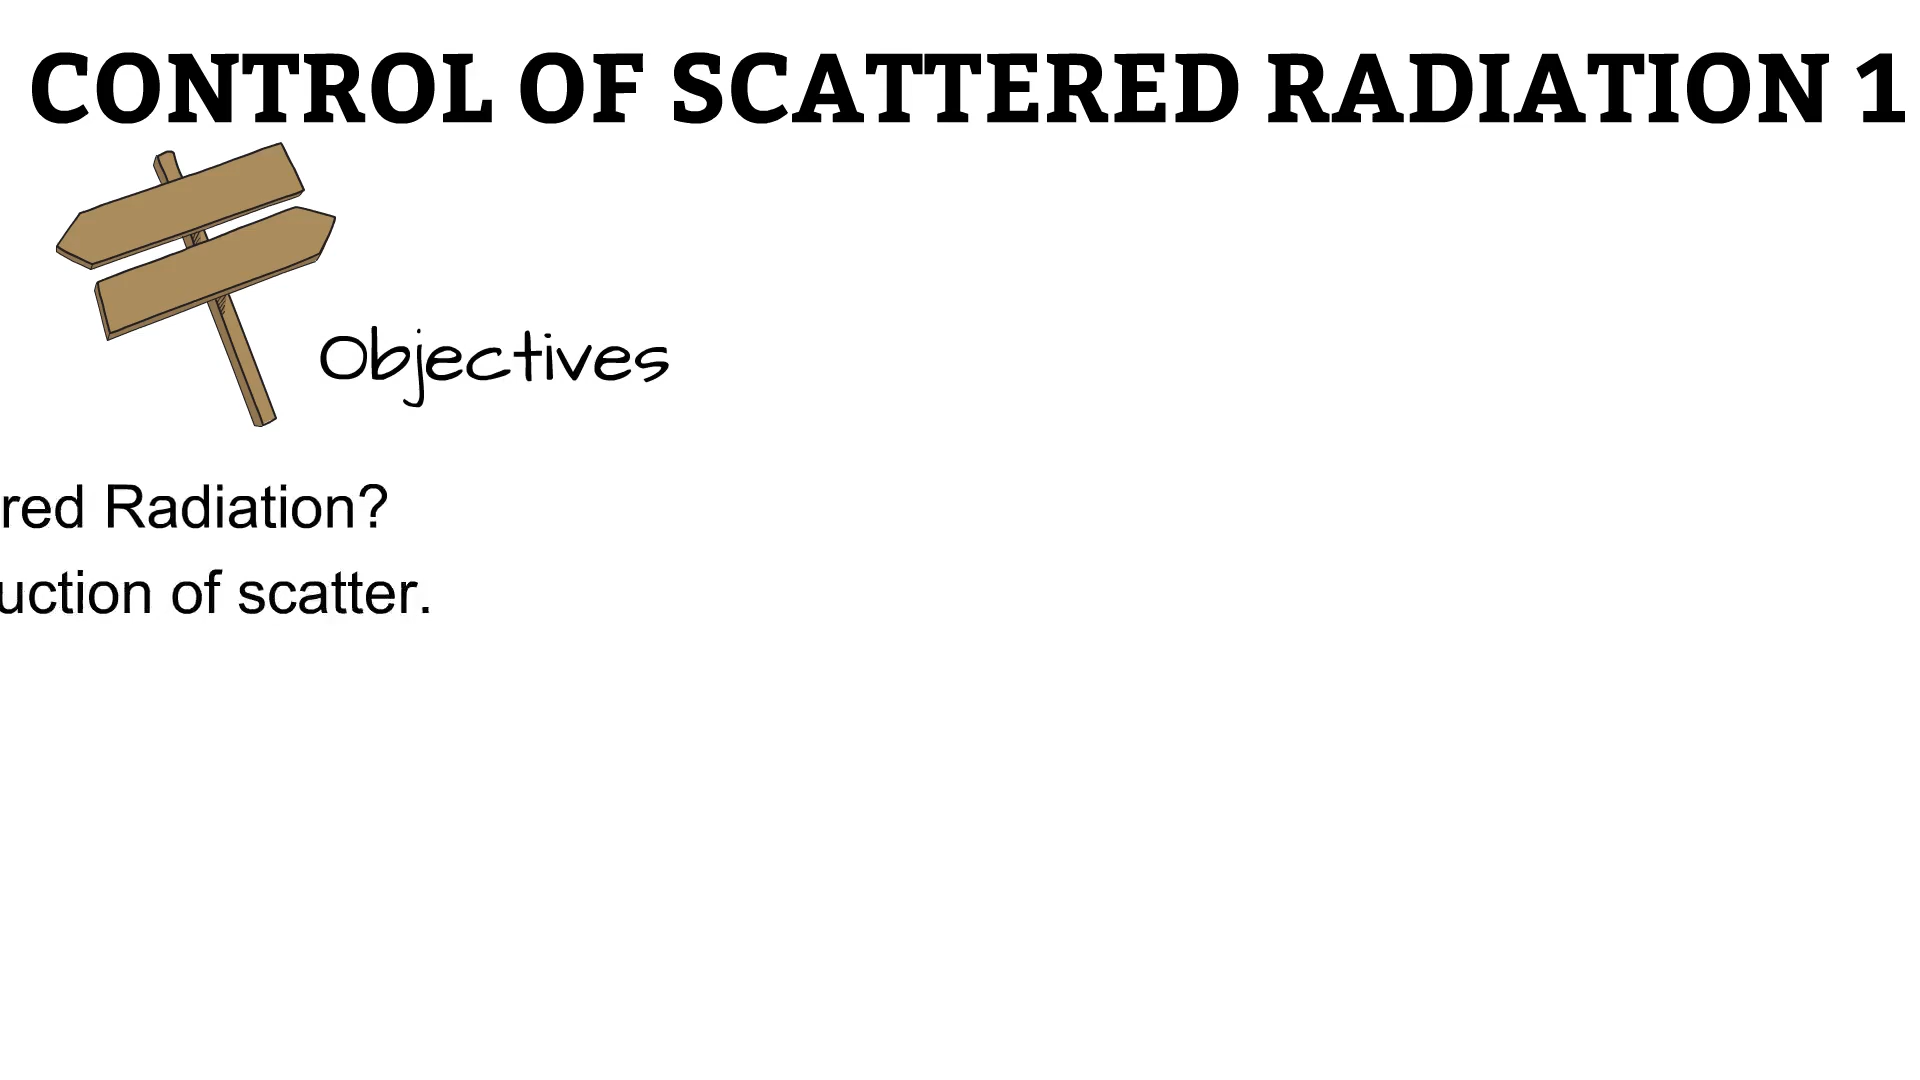 CONTROL OF SCATTERED RADIATION 1
Objectives
red Radiation?
uction of scatter.